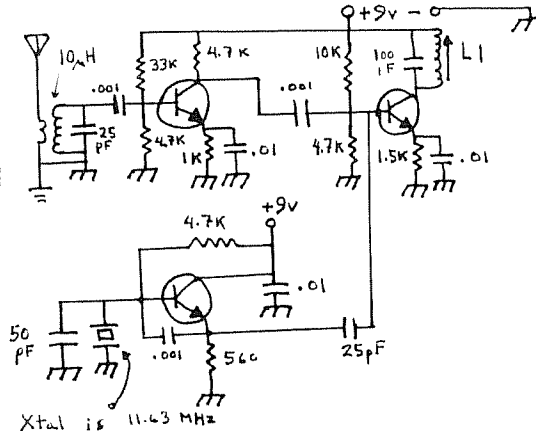 +9v -
10µH
33K
4.7K
10K
100
PF
L1
.001
.001
25
PF
4.7K
1K
.01
4.7K
1.5K
.01
+9v
4.7K
.01
50
PF
.001
560
25pF
Xtal is 11.63 MHz